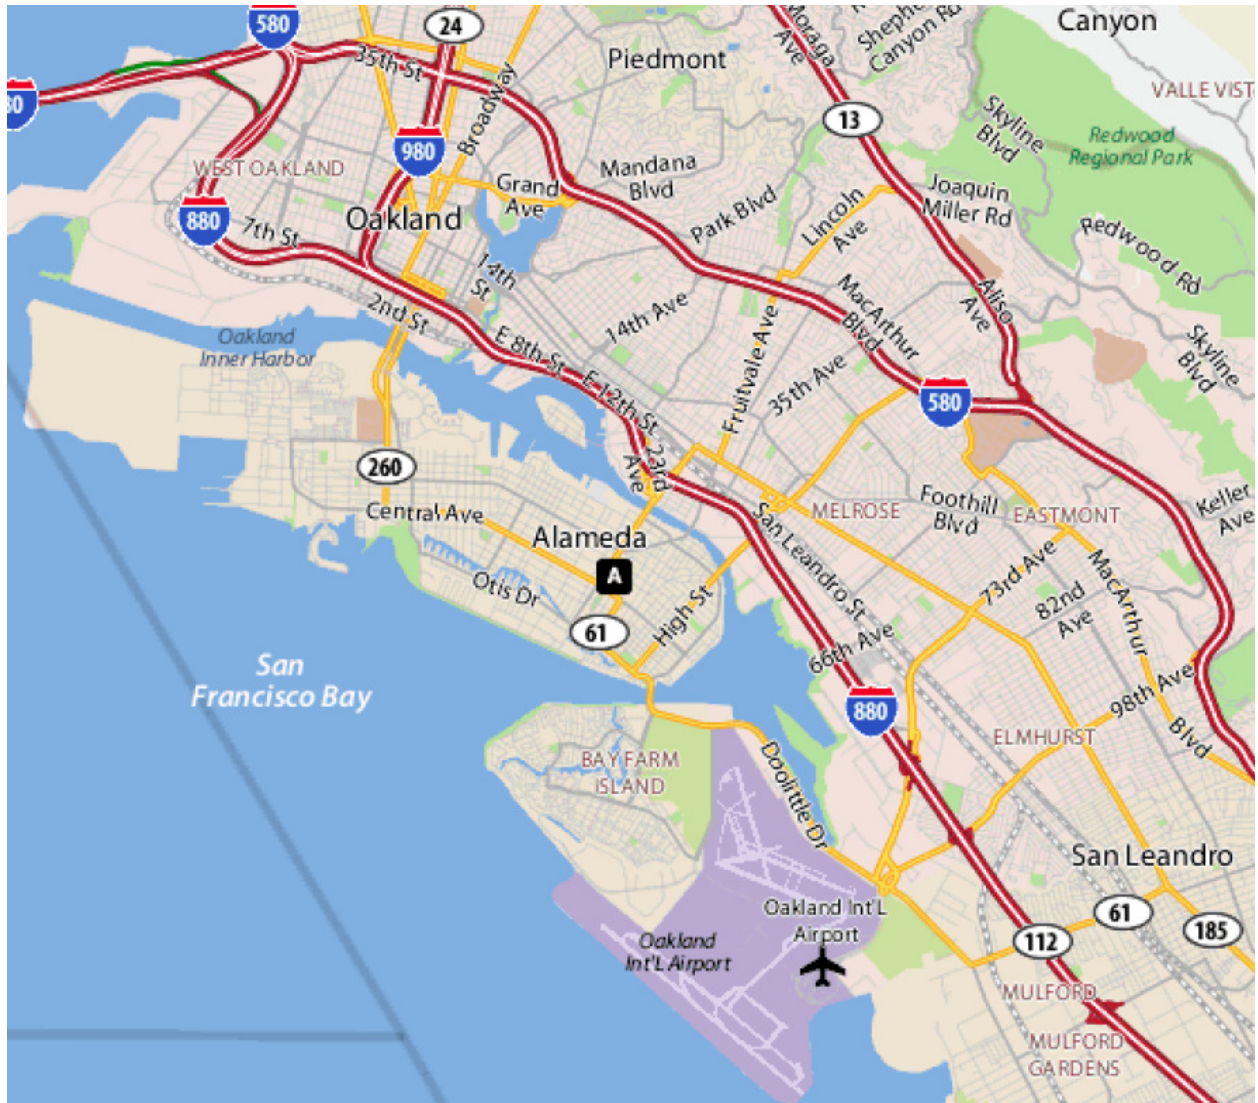 580
24
Canyon
35th St
Piedmont
Moraga
Ave
Canyon Rd
80
VALLE VIST
13
Skyline
Blvd
Redwood
Regional Park
980
Broadway
WEST OAKLAND
Mandana
Blvd
Grand
Ave
Joaquin
Miller Rd
Lincoln
Ave
Park Blvd
880
7th St
Oakland
Redwood Rd
14th
St
2nd St
14th Ave
MacArthur
Blvd
Aliso
Ave
Skyline
Blvd
Oakland
Inner Harbor
E 8th St
E 12th St
Fruitvale Ave
35th Ave
580
23rd
Ave
260
Central Ave
MELROSE
Foothill
Blvd
EASTMONT
Keller
Ave
Alameda
A
San Leandro St
Otis Dr
High St
73rd Ave
82nd
Ave
MacArthur
Blvd
61
66th Ave
San
Francisco Bay
98th Ave
880
ELMHURST
BAY FARM
ISLAND
Doolittle Dr
San Leandro
Oakland Int'L
Airport
61
185
112
Oakland
Int'L Airport
MULFORD
MULFORD
GARDENS